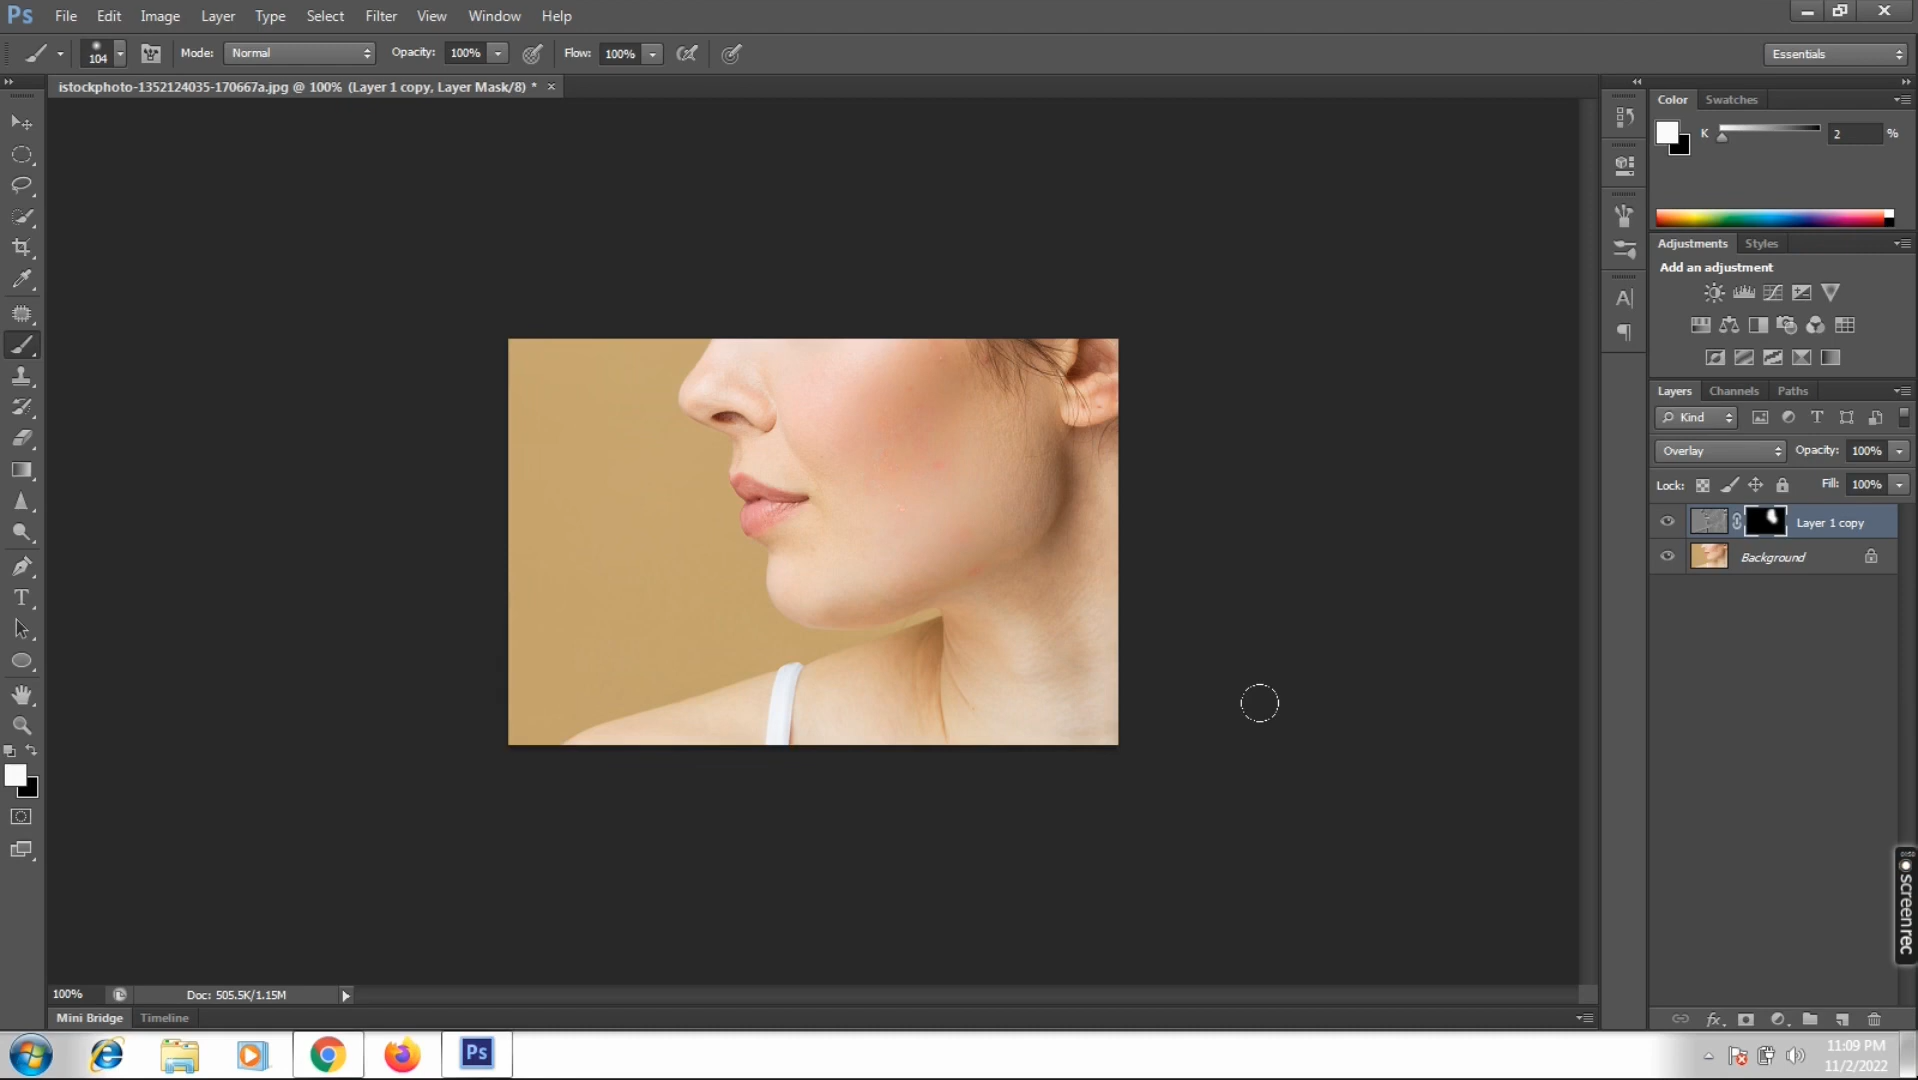 Ps File Edit Image Layer Type Select Filter View Window Help
104 Mode: Normal Opacity: 100% Flow: 100% Essentials
istockphoto-1352124035-170667a.jpg @ 100% (Layer 1 copy, Layer Mask/8) * ×
Color Swatches
K 2 %
Adjustments Styles
Add an adjustment
Layers Channels Paths
Kind
Overlay Opacity: 100%
Lock: Fill: 100%
Layer 1 copy
Background
screenrec
100% Doc: 505.5K/1.15M
Mini Bridge Timeline
fx
Ps
11:09 PM
11/2/2022